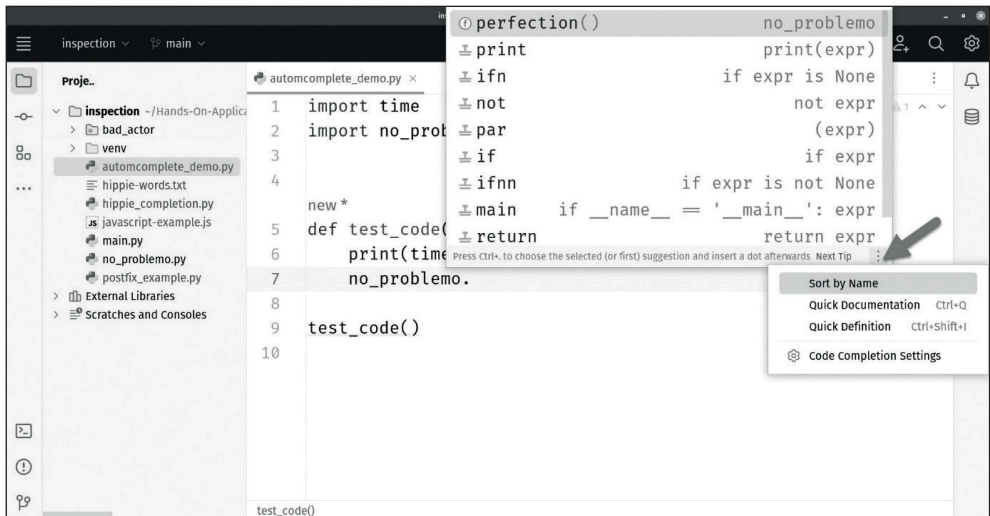 ins
inspection
main
Proje..
inspection ~/Hands-On-Applica
bad_actor
venv
automcomplete_demo.py
hippie-words.txt
hippie_completion.py
JS javascript-example.js
main.py
no_problemo.py
postfix_example.py
External Libraries
Scratches and Consoles
automcomplete_demo.py ×
1 import time
2 import no_prob
3
4
new *
5 def test_code(
6 print(time
7 no_problemo.
8
9 test_code()
10
test_code()
f perfection() no_problemo
print print(expr)
ifn if expr is None
not not expr
par (expr)
if if expr
ifnn if expr is not None
main if __name__ == '__main__': expr
return return expr
Press Ctrl+. to choose the selected (or first) suggestion and insert a dot afterwards Next Tip
1
Sort by Name
Quick Documentation Ctrl+Q
Quick Definition Ctrl+Shift+I
Code Completion Settings